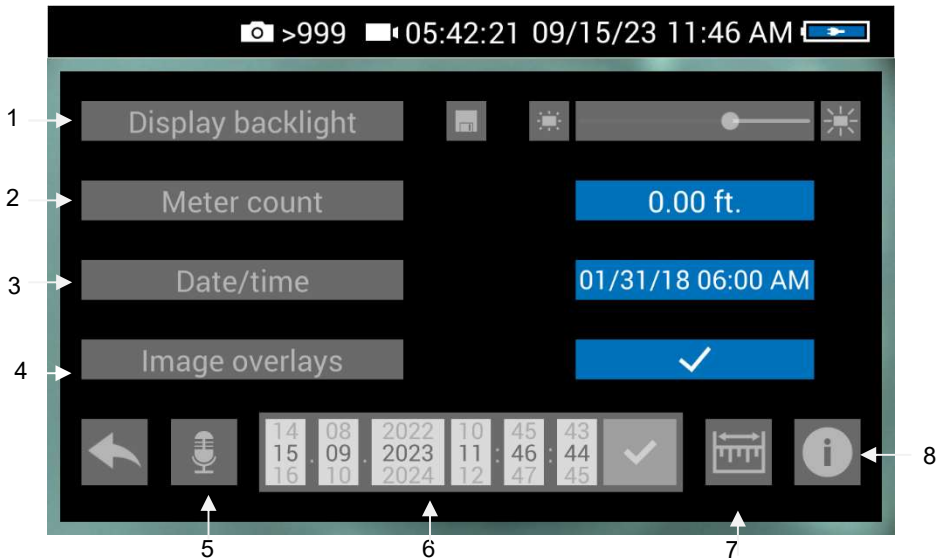 >999 05:42:21 09/15/23 11:46 AM
1 Display backlight
2 Meter count 0.00 ft.
3 Date/time 01/31/18 06:00 AM
4 Image overlays
14 08 2022 10 45 43
15 . 09 . 2023 11 : 46 : 44
16 10 2024 12 47 45
8
5 6 7